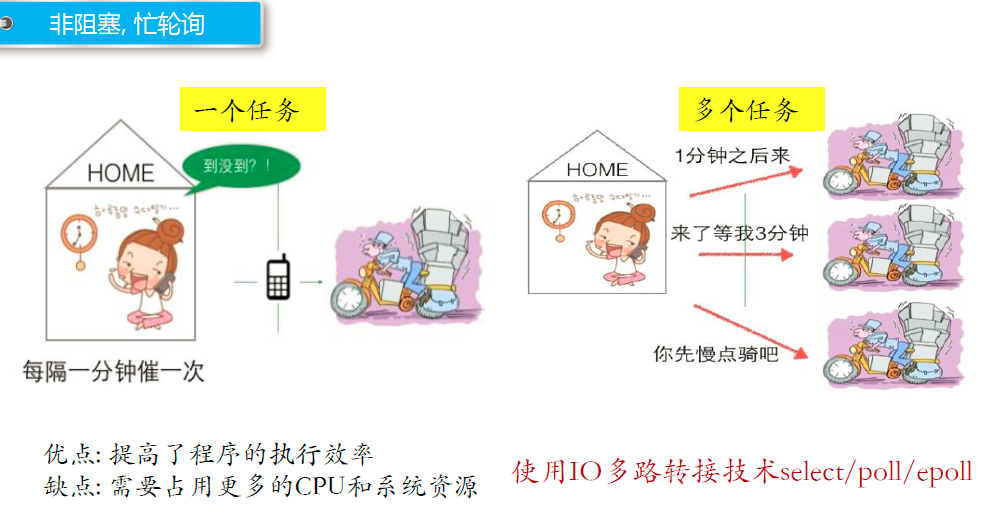 非阻塞, 忙轮询
一个任务
到没到?！
HOME
每隔一分钟催一次
优点: 提高了程序的执行效率
缺点: 需要占用更多的CPU和系统资源
多个任务
HOME
1分钟之后来
来了等我3分钟
你先慢点骑吧
使用IO多路转接技术select/poll/epoll